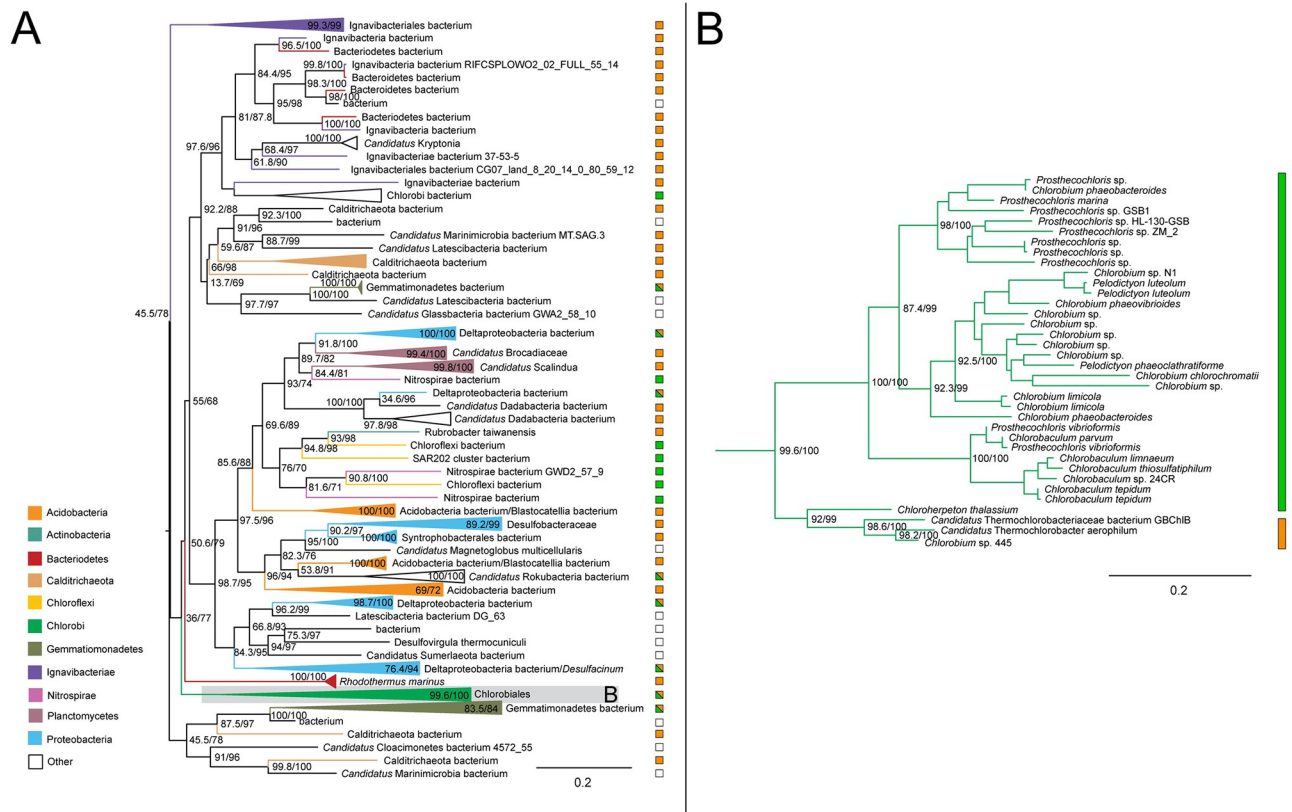 A
99.3/99 Ignavibacteriales bacterium
Ignavibacteria bacterium
96.5/100
Bacteriodetes bacterium
99.8/100 Ignavibacteria bacterium RIFCSPLOWO2_02_FULL_55_14
84.4/95
Bacteroidetes bacterium
98.3/100
Bacteroidetes bacterium
98/100
95/98
bacterium
81/87.8
Bacteriodetes bacterium
100/100
Ignavibacteria bacterium
100/100 Candidatus Kryptonia
97.6/96
68.4/97
Ignavibacteriae bacterium 37-53-5
61.8/90
Ignavibacteriales bacterium CG07_land_8_20_14_0_80_59_12
Ignavibacteriae bacterium
Chlorobi bacterium
92.2/88
Calditrichaeota bacterium
92.3/100
bacterium
91/96
Candidatus Marinimicrobia bacterium MT.SAG.3
88.7/99
59.6/87
Candidatus Latescibacteria bacterium
Calditrichaeota bacterium
66/98
Calditrichaeota bacterium
13.7/69
100/100
Gemmatimonadetes bacterium
100/100
Candidatus Latescibacteria bacterium
97.7/97
Candidatus Glassbacteria bacterium GWA2_58_10
45.5/78
100/100 Deltaproteobacteria bacterium
91.8/100
99.4/100 Candidatus Brocadiaceae
89.7/82
99.8/100 Candidatus Scalindua
84.4/81
Nitrospirae bacterium
93/74
Deltaproteobacteria bacterium
34.6/96
55/68
100/100
Candidatus Dadabacteria bacterium
Candidatus Dadabacteria bacterium
97.8/98
69.6/89
Rubrobacter taiwanensis
93/98
Chloroflexi bacterium
94.8/98
SAR202 cluster bacterium
85.6/88
76/70
Nitrospirae bacterium GWD2_57_9
90.8/100
Chloroflexi bacterium
81.6/71
Nitrospirae bacterium
100/100 Acidobacteria bacterium/Blastocatellia bacterium
97.5/96
89.2/99 Desulfobacteraceae
90.2/97
100/100 Syntrophobacterales bacterium
95/100
50.6/79
Candidatus Magnetoglobus multicellularis
82.3/76
100/100 Acidobacteria bacterium/Blastocatellia bacterium
53.8/91
96/94
100/100 Candidatus Rokubacteria bacterium
98.7/95
69/72 Acidobacteria bacterium
98.7/100 Deltaproteobacteria bacterium
96.2/99
Latescibacteria bacterium DG_63
36/77
66.8/93
bacterium
75.3/97
Desulfovirgula thermocuniculi
94/97
84.3/95
Candidatus Sumerlaeota bacterium
76.4/94 Deltaproteobacteria bacterium/Desulfacinum
100/100
Rhodothermus marinus
99.6/100 Chlorobiales B
83.5/84 Gemmatimonadetes bacterium
100/100
bacterium
87.5/97
Calditrichaeota bacterium
45.5/78
Candidatus Cloacimonetes bacterium 4572_55
91/96
Calditrichaeota bacterium
99.8/100
Candidatus Marinimicrobia bacterium
0.2
Acidobacteria
Actinobacteria
Bacteriodetes
Calditrichaeota
Chloroflexi
Chlorobi
Gemmatiomonadetes
Ignavibacteriae
Nitrospirae
Planctomycetes
Proteobacteria
Other
B
Prosthecochloris sp.
Chlorobium phaeobacteroides
Prosthecochloris marina
Prosthecochloris sp. GSB1
Prosthecochloris sp. HL-130-GSB
98/100
Prosthecochloris sp. ZM_2
Prosthecochloris sp.
Prosthecochloris sp.
Prosthecochloris sp.
Chlorobium sp. N1
Pelodictyon luteolum
Pelodictyon luteolum
Chlorobium phaeovibrioides
87.4/99
Chlorobium sp.
Chlorobium sp.
Chlorobium sp.
Chlorobium sp.
Chlorobium sp.
92.5/100
Pelodictyon phaeoclathratiforme
Chlorobium chlorochromatii
100/100
92.3/99
Chlorobium sp.
Chlorobium limicola
Chlorobium limicola
Chlorobium phaeobacteroides
Prosthecochloris vibrioformis
Chlorobaculum parvum
Prosthecochloris vibrioformis
99.6/100
100/100
Chlorobaculum limnaeum
Chlorobaculum thiosulfatiphilum
Chlorobaculum sp. 24CR
Chlorobaculum tepidum
Chlorobaculum tepidum
Chloroherpeton thalassium
92/99
Candidatus Thermochlorobacteriaceae bacterium GBChlB
98.6/100
Candidatus Thermochlorobacter aerophilum
98.2/100
Chlorobium sp. 445
0.2